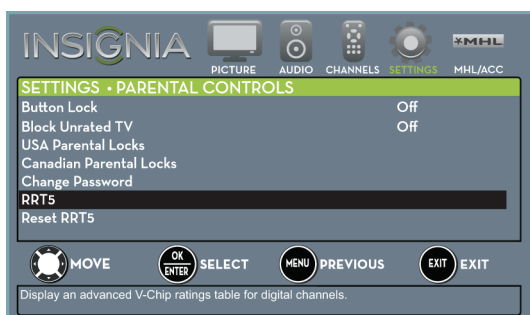 INSIGNIA
PICTURE AUDIO CHANNELS SETTINGS MHL/ACC
MHL
SETTINGS • PARENTAL CONTROLS
Button Lock Off
Block Unrated TV Off
USA Parental Locks
Canadian Parental Locks
Change Password
RRT5
Reset RRT5
MOVE OK ENTER SELECT MENU PREVIOUS EXIT EXIT
Display an advanced V-Chip ratings table for digital channels.